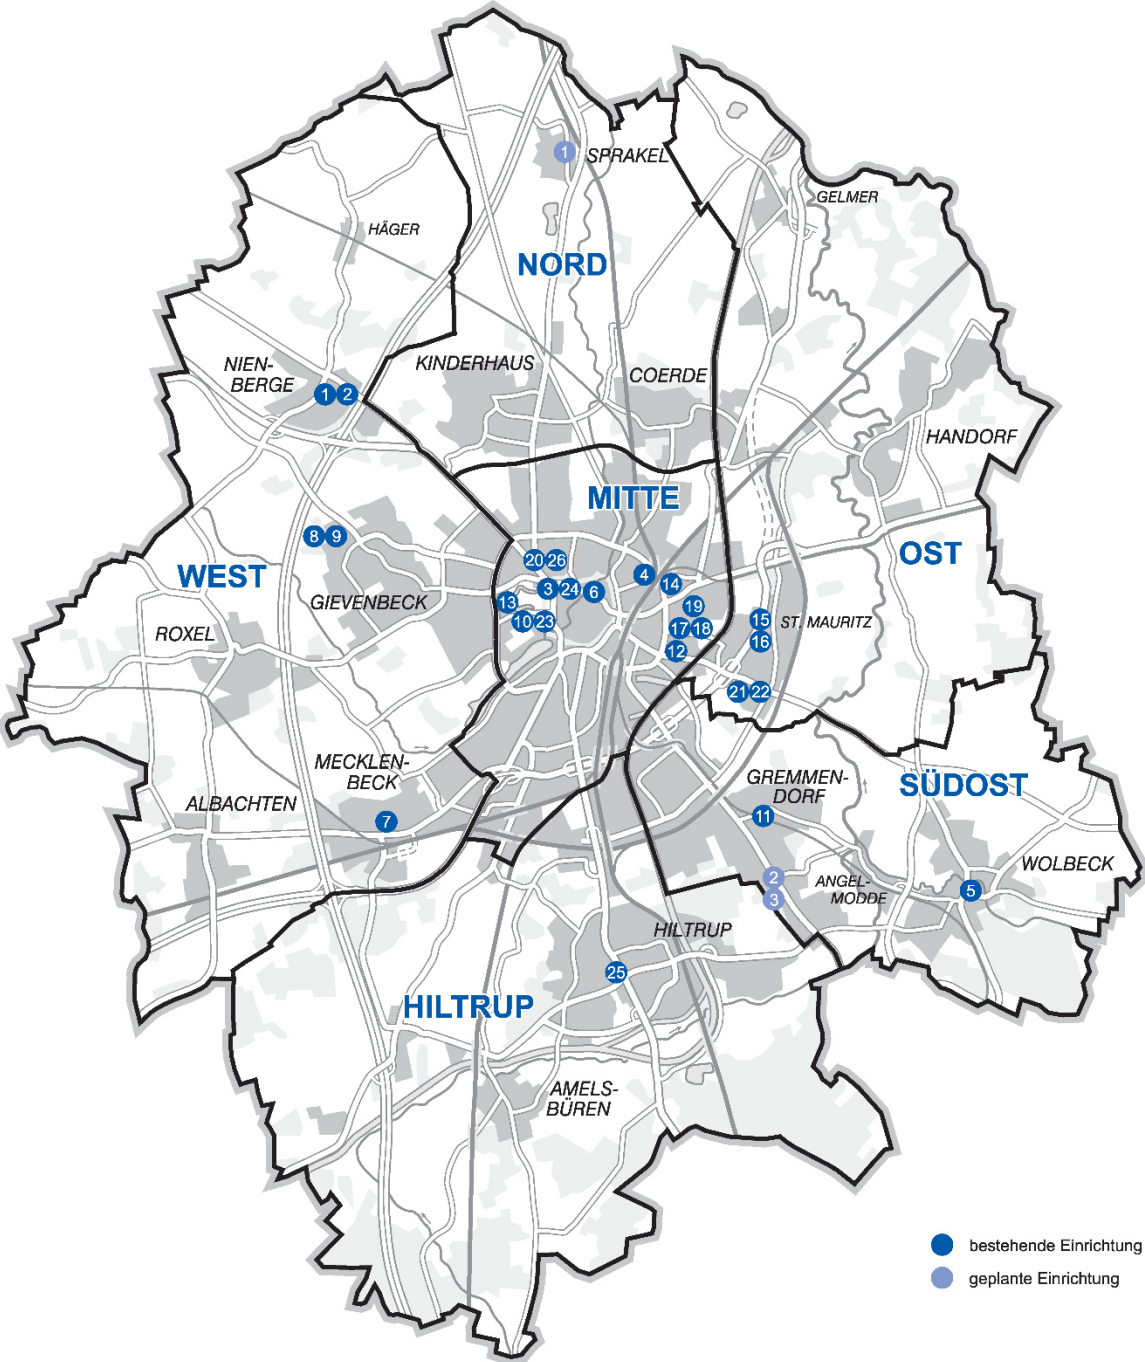 1
SPRAKEL
GELMER
HÄGER
NORD
NIEN-
BERGE
KINDERHAUS
COERDE
1 2
HANDORF
MITTE
8 9
OST
20 26
WEST
3 24 6
4
14
GIEVENBECK
13
19
10 23
17 18
15
ST. MAURITZ
ROXEL
16
12
21 22
MECKLEN-
BECK
GREMMEN-
DORF
SÜDOST
ALBACHTEN
7
11
WOLBECK
2
ANGEL-
MODDE
5
3
HILTRUP
25
HILTRUP
AMELS-
BÜREN
bestehende Einrichtung
geplante Einrichtung